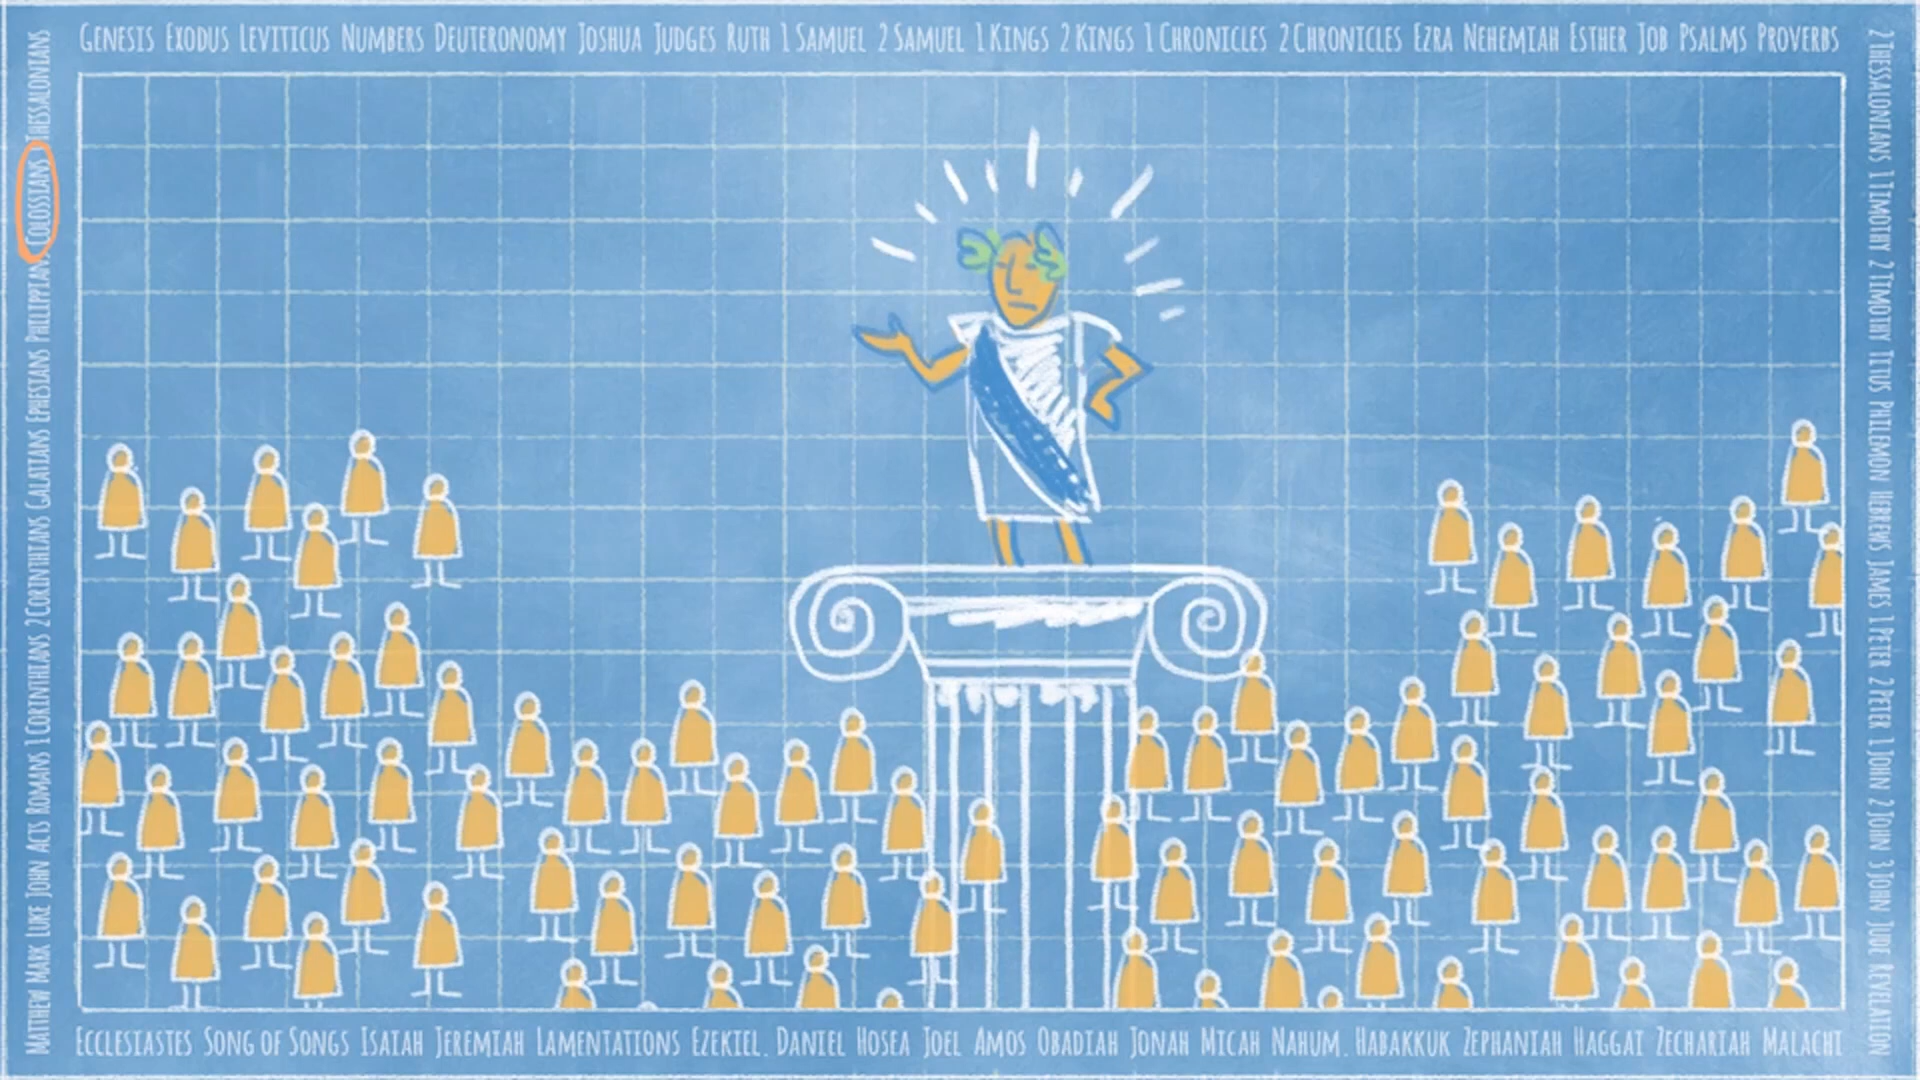 Genesis Exodus Leviticus Numbers Deuteronomy Joshua Judges Ruth 1 Samuel 2 Samuel 1 Kings 2 Kings 1 Chronicles 2 Chronicles Ezra Nehemiah Esther Job Psalms Proverbs
Ecclesiastes Song of Songs Isaiah Jeremiah Lamentations Ezekiel. Daniel Hosea Joel Amos Obadiah Jonah Micah Nahum. Habakkuk Zephaniah Haggai Zechariah Malachi
Matthew Mark Luke John Acts Romans 1 Corinthians 2 Corinthians Galatians Ephesians Philippians Colossians 1 Thessalonians
2 Thessalonians 1 Timothy 2 Timothy Titus Philemon Hebrews James 1 Peter 2 Peter 1 John 2 John 3 John Jude Revelation